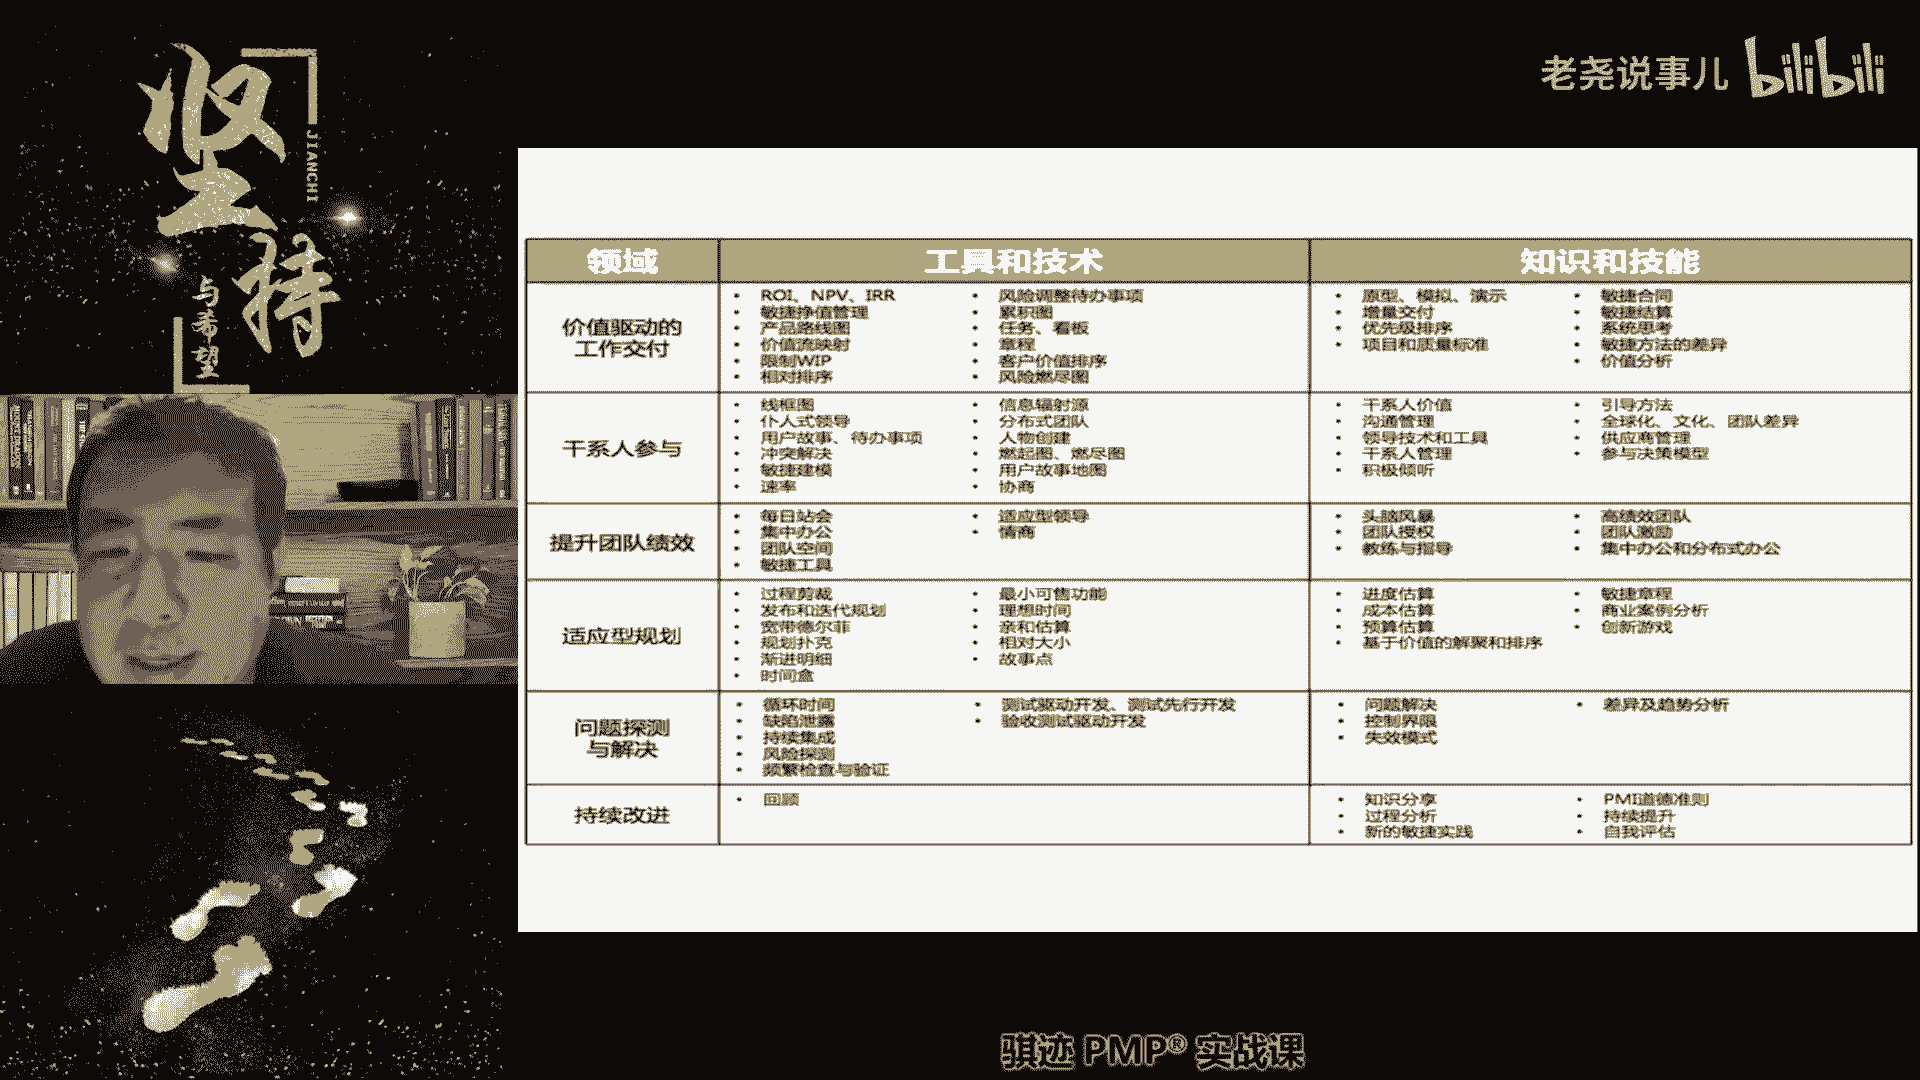 坚持
JIANCHI
与希望
老尧说事儿 bilibili
领域 工具和技术 知识和技能
价值驱动的
工作交付
• ROI、NPV、IRR
• 敏捷挣值管理
• 产品路线图
• 价值流映射
• 限制WIP
• 相对排序
• 风险调整待办事项
• 累积图
• 任务、看板
• 章程
• 客户价值排序
• 风险燃尽图
• 原型、模拟、演示
• 增量交付
• 优先级排序
• 项目和质量标准
• 敏捷合同
• 敏捷结算
• 系统思考
• 敏捷方法的差异
• 价值分析
干系人参与
• 线框图
• 仆人式领导
• 用户故事、待办事项
• 冲突解决
• 敏捷建模
• 速率
• 信息辐射源
• 分布式团队
• 人物创建
• 燃起图、燃尽图
• 用户故事地图
• 协商
• 干系人价值
• 沟通管理
• 领导技术和工具
• 干系人管理
• 积极倾听
• 引导方法
• 全球化、文化、团队差异
• 供应商管理
• 参与决策模型
提升团队绩效
• 每日站会
• 集中办公
• 团队空间
• 敏捷工具
• 适应型领导
• 情商
• 头脑风暴
• 团队授权
• 教练与指导
• 高绩效团队
• 团队激励
• 集中办公和分布式办公
适应型规划
• 过程剪裁
• 发布和迭代规划
• 宽带德尔菲
• 规划扑克
• 渐进明细
• 时间盒
• 最小可售功能
• 理想时间
• 亲和估算
• 相对大小
• 故事点
• 进度估算
• 成本估算
• 预算估算
• 基于价值的解聚和排序
• 敏捷章程
• 商业案例分析
• 创新游戏
问题探测
与解决
• 循环时间
• 缺陷泄露
• 持续集成
• 风险探测
• 频繁检查与验证
• 测试驱动开发、测试先行开发
• 验收测试驱动开发
• 问题解决
• 控制界限
• 失效模式
• 差异及趋势分析
持续改进
• 回顾
• 知识分享
• 过程分析
• 新的敏捷实践
• PMI道德准则
• 持续提升
• 自我评估
骐迹 PMP® 实战课